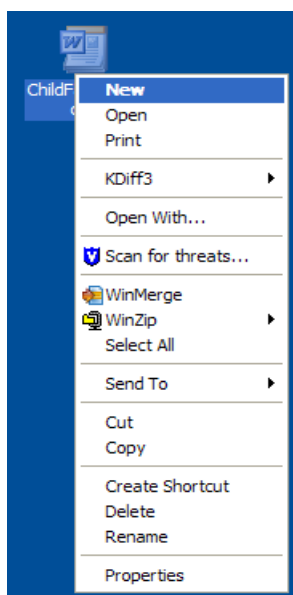 ChildF
New
Open
Print
KDiff3
Open With...
Scan for threats...
WinMerge
WinZip
Select All
Send To
Cut
Copy
Create Shortcut
Delete
Rename
Properties